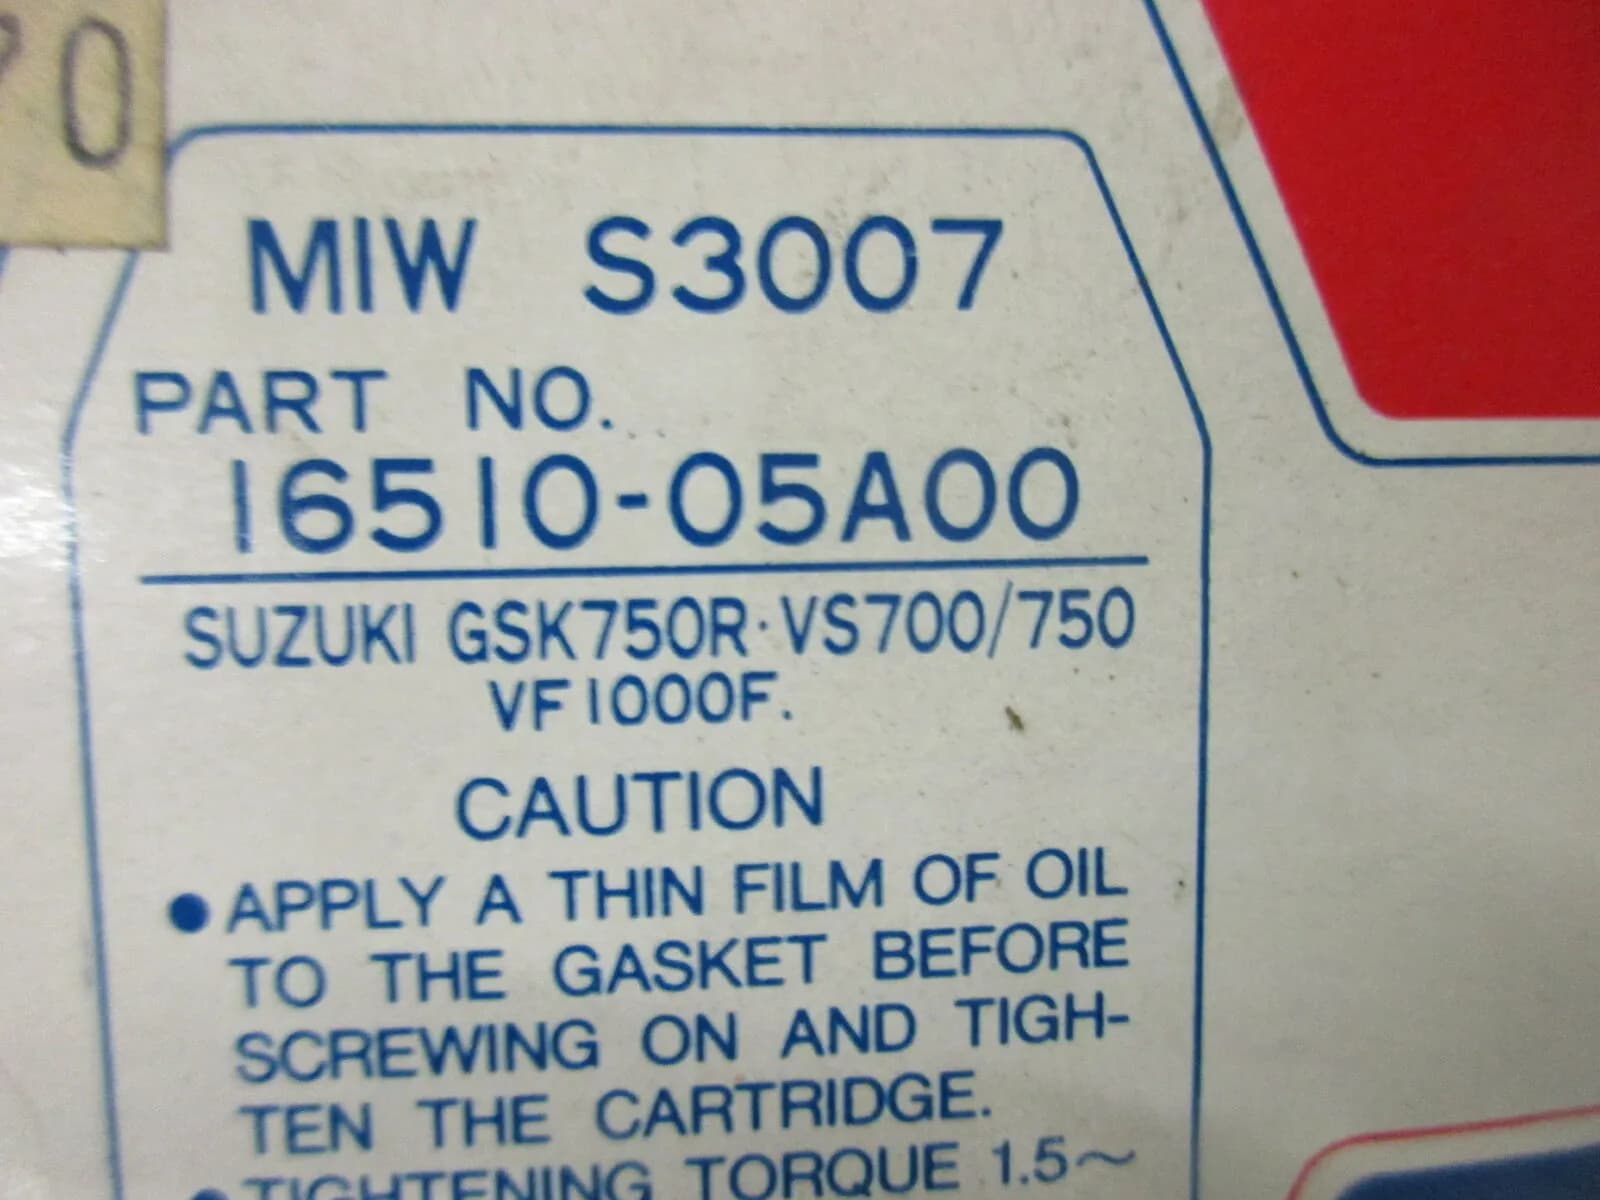 70
MIW S3007
PART NO.
16510-05A00
SUZUKI GSK750R·VS700/750
VF1000F.
CAUTION
● APPLY A THIN FILM OF OIL
TO THE GASKET BEFORE
SCREWING ON AND TIGH-
TEN THE CARTRIDGE.
● TIGHTENING TORQUE 1.5~